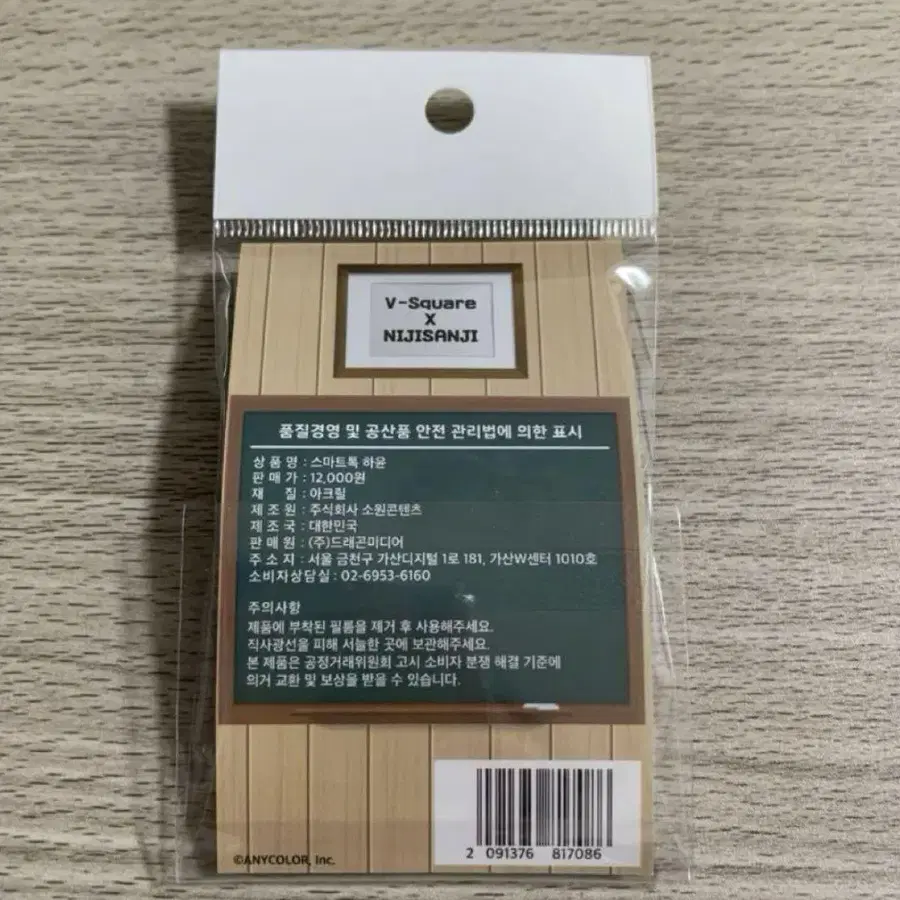 V-Square
X
NIJISANJI
품질경영 및 공산품 안전 관리법에 의한 표시
상 품 명 : 스마트톡 하윤
판 매 가 : 12,000원
재 질 : 아크릴
제 조 원 : 주식회사 소원콘텐츠
제 조 국 : 대한민국
판 매 원 : (주)드래곤미디어
주 소 지 : 서울 금천구 가산디지털 1로 181, 가산W센터 1010호
소비자상담실 : 02-6953-6160
주의사항
제품에 부착된 필름을 제거 후 사용해주세요.
직사광선을 피해 서늘한 곳에 보관해주세요.
본 제품은 공정거래위원회 고시 소비자 분쟁 해결 기준에
의거 교환 및 보상을 받을 수 있습니다.
2 091376 817086
©ANYCOLOR, Inc.